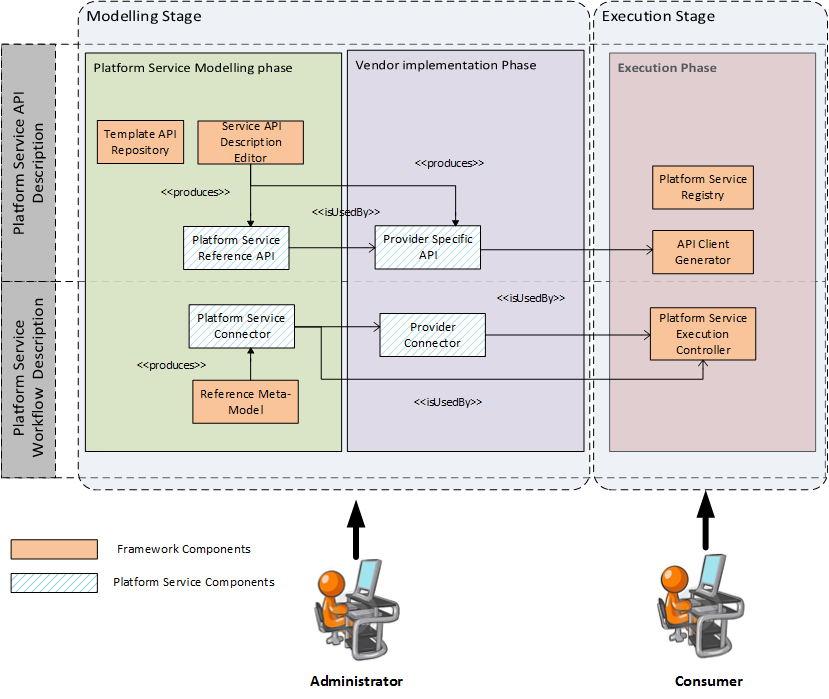 Modelling Stage
Execution Stage
Platform Service Modelling phase
Vendor implementation Phase
Execution Phase
Platform Service API
Description
Template API
Repository
Service API
Description
Editor
<<produces>>
<<produces>>
<<isUsedBy>>
Platform Service
Registry
Platform Service
Reference API
Provider Specific
API
API Client
Generator
Platform Service
Workflow Description
<<isUsedBy>>
Platform Service
Connector
Provider
Connector
Platform Service
Execution
Controller
<<produces>>
Reference Meta-
Model
<<isUsedBy>>
Framework Components
Platform Service Components
Administrator
Consumer